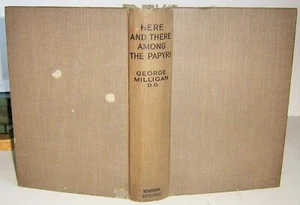 HERE
AND THERE
AMONG
THE PAPYRI
GEORGE
MILLIGAN
D.D.